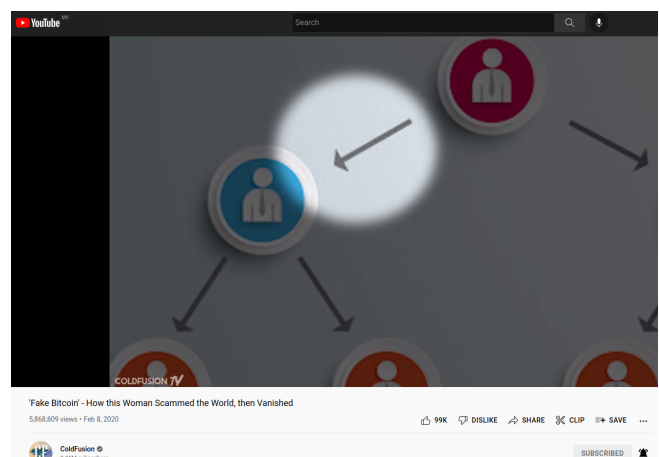 YouTube MY
Search
COLDFUSION TV
'Fake Bitcoin' - How this Woman Scammed the World, then Vanished
5,868,809 views • Feb 8, 2020
99K DISLIKE SHARE CLIP SAVE ...
ColdFusion
SUBSCRIBED